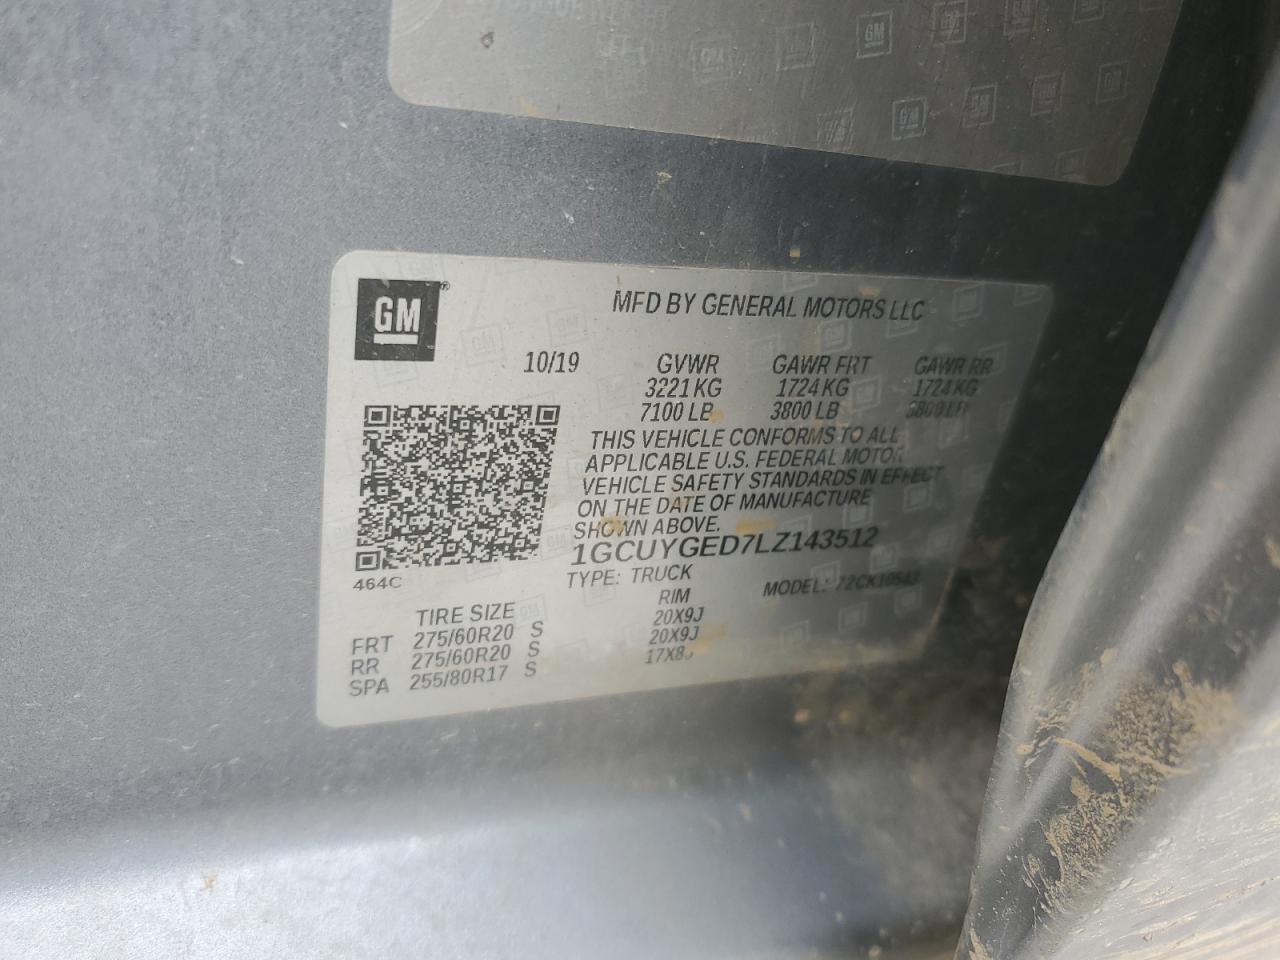 GM
MFD BY GENERAL MOTORS LLC
10/19 GVWR GAWR FRT GAWR RR
3221 KG 1724 KG 1724 KG
7100 LB 3800 LB 3800 LB
THIS VEHICLE CONFORMS TO ALL
APPLICABLE U.S. FEDERAL MOTOR
VEHICLE SAFETY STANDARDS IN EFFECT
ON THE DATE OF MANUFACTURE
SHOWN ABOVE.
1GCUYGED7LZ143512
464C
TYPE: TRUCK MODEL:
TIRE SIZE RIM
FRT 275/60R20 S 20X9J
RR 275/60R20 S 20X9J
SPA 255/80R17 S